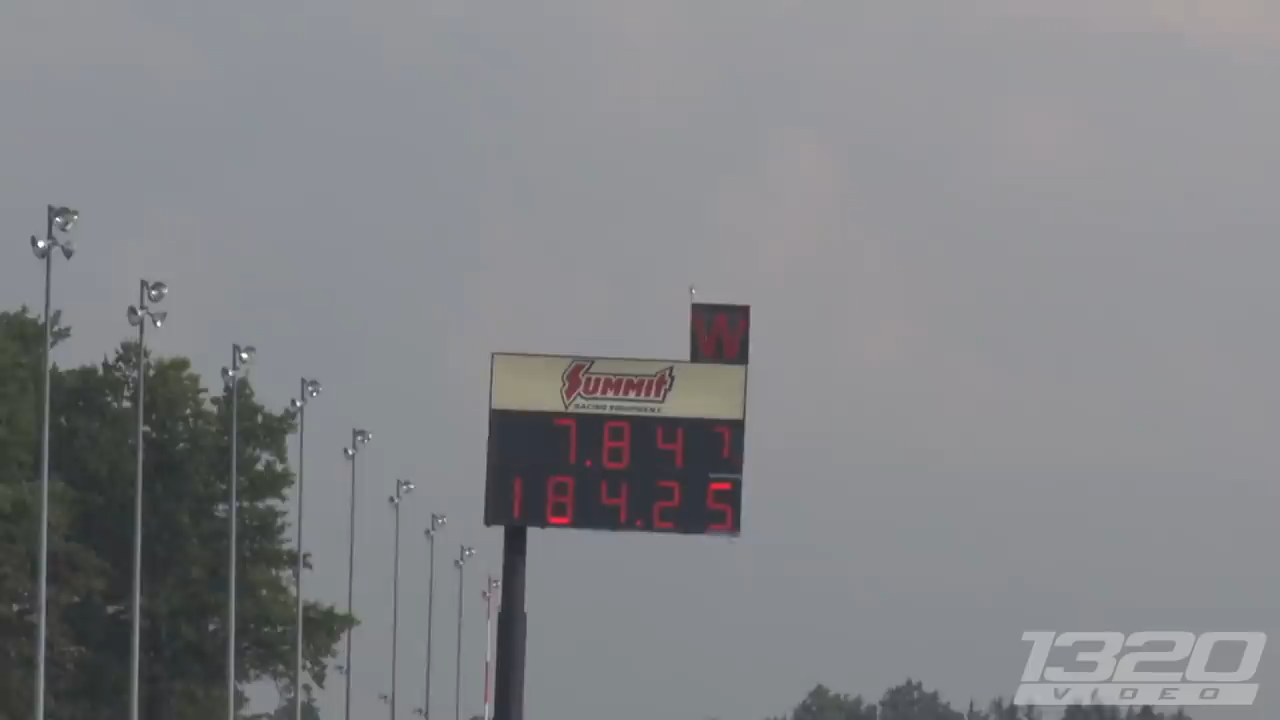 W
SUMMIT
RACING EQUIPMENT
7.847
184.25
1320
VIDEO